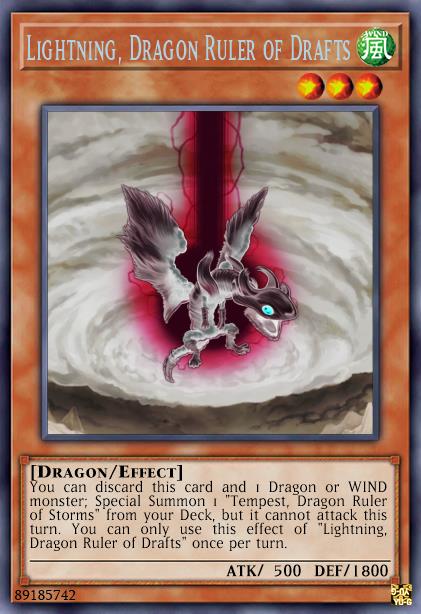 Lightning, Dragon Ruler of Drafts
WIND
風
[Dragon/Effect]
You can discard this card and 1 Dragon or WIND
monster; Special Summon 1 "Tempest, Dragon Ruler
of Storms" from your Deck, but it cannot attack this
turn. You can only use this effect of "Lightning,
Dragon Ruler of Drafts" once per turn.
ATK/ 500 DEF/1800
89185742